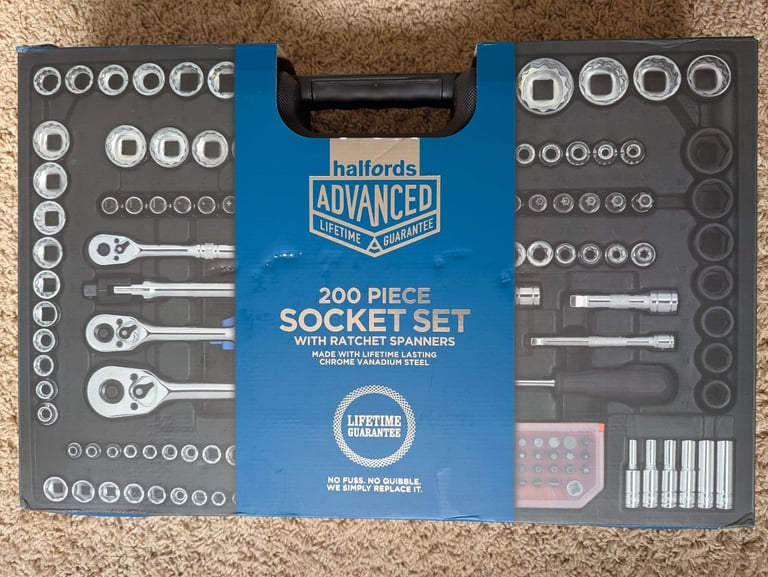 halfords
ADVANCED
LIFETIME GUARANTEE
200 PIECE
SOCKET SET
WITH RATCHET SPANNERS
MADE WITH LIFETIME LASTING
CHROME VANADIUM STEEL
LIFETIME
GUARANTEE
NO FUSS. NO QUIBBLE.
WE SIMPLY REPLACE IT.